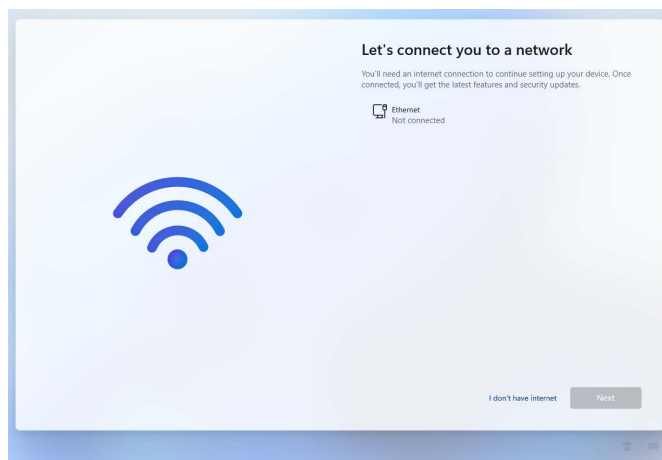 Let's connect you to a network
You'll need an internet connection to continue setting up your device. Once
connected, you'll get the latest features and security updates.
Ethernet
Not connected
I don't have internet
Next